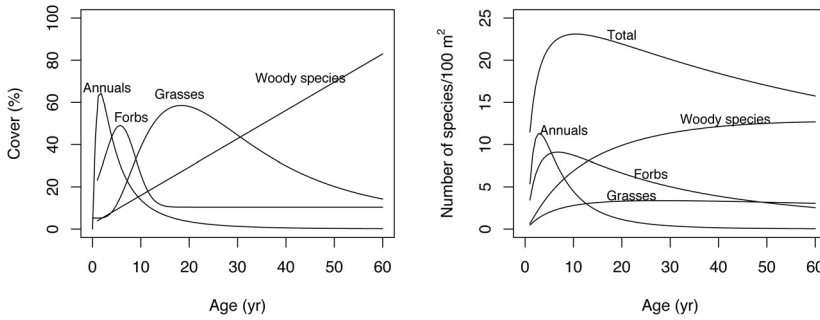 100
80
60
40
20
0
Cover (%)
Annuals
Forbs
Grasses
Woody species
0 10 20 30 40 50 60
Age (yr)
25
20
15
10
5
0
Number of species/100 m²
Total
Woody species
Annuals
Forbs
Grasses
0 10 20 30 40 50 60
Age (yr)